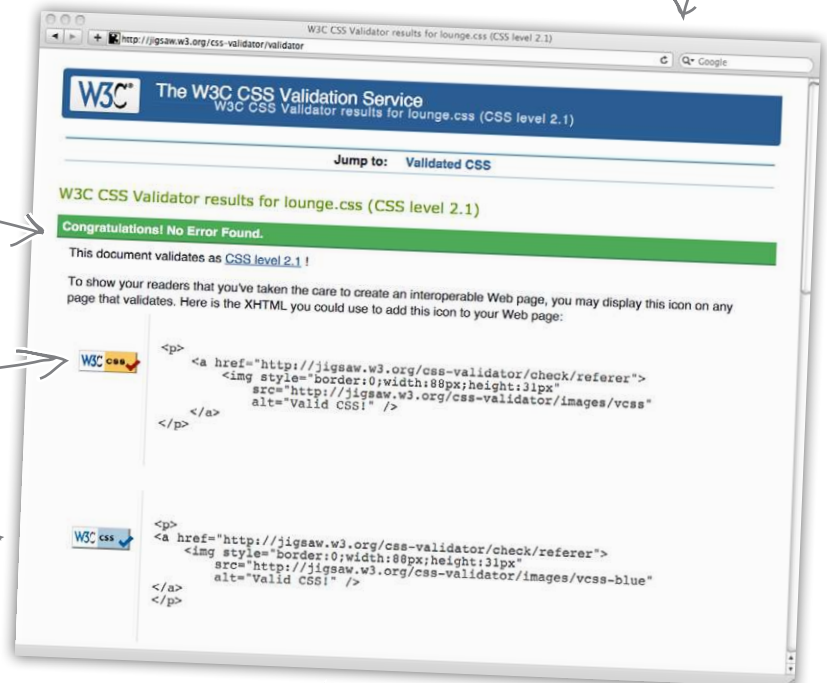 W3C CSS Validator results for lounge.css (CSS level 2.1)
http://jigsaw.w3.org/css-validator/validator
Google
W3C® The W3C CSS Validation Service
W3C CSS Validator results for lounge.css (CSS level 2.1)
Jump to: Validated CSS
W3C CSS Validator results for lounge.css (CSS level 2.1)
Congratulations! No Error Found.
This document validates as CSS level 2.1 !
To show your readers that you've taken the care to create an interoperable Web page, you may display this icon on any
page that validates. Here is the XHTML you could use to add this icon to your Web page:
W3C css
<p>
<a href="http://jigsaw.w3.org/css-validator/check/referer">
<img style="border:0;width:88px;height:31px"
src="http://jigsaw.w3.org/css-validator/images/vcss"
alt="Valid CSS!" />
</a>
</p>
W3C css
<p>
<a href="http://jigsaw.w3.org/css-validator/check/referer">
<img style="border:0;width:88px;height:31px"
src="http://jigsaw.w3.org/css-validator/images/vcss-blue"
alt="Valid CSS!" />
</a>
</p>